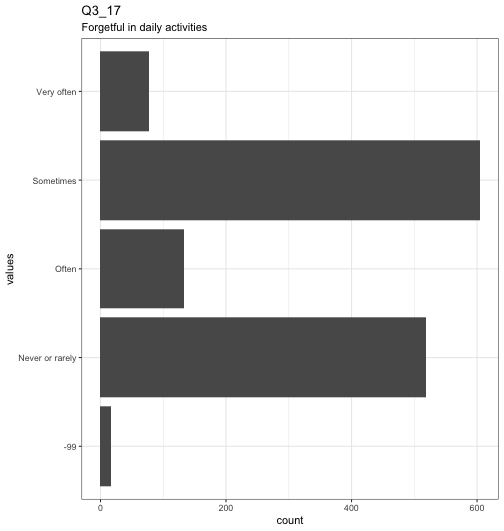 Q3_17
Forgetful in daily activities
values
Very often
Sometimes
Often
Never or rarely
-99
0 200 400 600
count